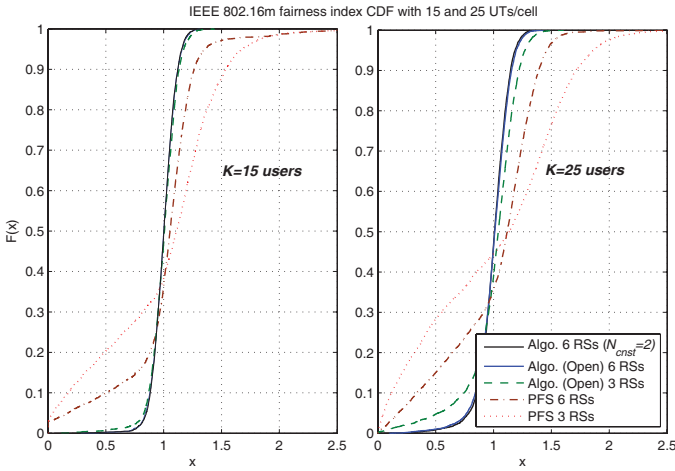 IEEE 802.16m fairness index CDF with 15 and 25 UTs/cell
F(x)
1
0.9
0.8
0.7
0.6
0.5
0.4
0.3
0.2
0.1
0
K=15 users
0 0.5 1 1.5 2 2.5
x
1
0.9
0.8
0.7
0.6
0.5
0.4
0.3
0.2
0.1
0
K=25 users
Algo. 6 RSs (N_cnst=2)
Algo. (Open) 6 RSs
Algo. (Open) 3 RSs
PFS 6 RSs
PFS 3 RSs
0 0.5 1 1.5 2 2.5
x